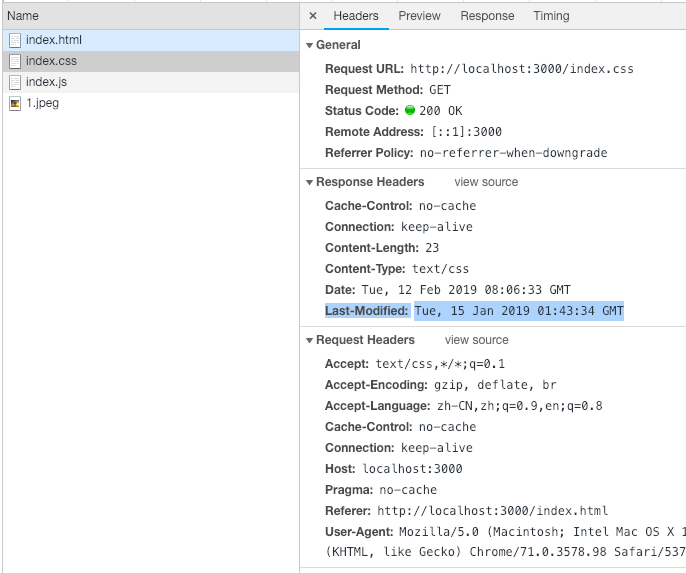 Name
index.html
index.css
index.js
1.jpeg
× Headers Preview Response Timing
General
Request URL: http://localhost:3000/index.css
Request Method: GET
Status Code: 200 OK
Remote Address: [::1]:3000
Referrer Policy: no-referrer-when-downgrade
Response Headers view source
Cache-Control: no-cache
Connection: keep-alive
Content-Length: 23
Content-Type: text/css
Date: Tue, 12 Feb 2019 08:06:33 GMT
Last-Modified: Tue, 15 Jan 2019 01:43:34 GMT
Request Headers view source
Accept: text/css,*/*;q=0.1
Accept-Encoding: gzip, deflate, br
Accept-Language: zh-CN,zh;q=0.9,en;q=0.8
Cache-Control: no-cache
Connection: keep-alive
Host: localhost:3000
Pragma: no-cache
Referer: http://localhost:3000/index.html
User-Agent: Mozilla/5.0 (Macintosh; Intel Mac OS X 1
(KHTML, like Gecko) Chrome/71.0.3578.98 Safari/537